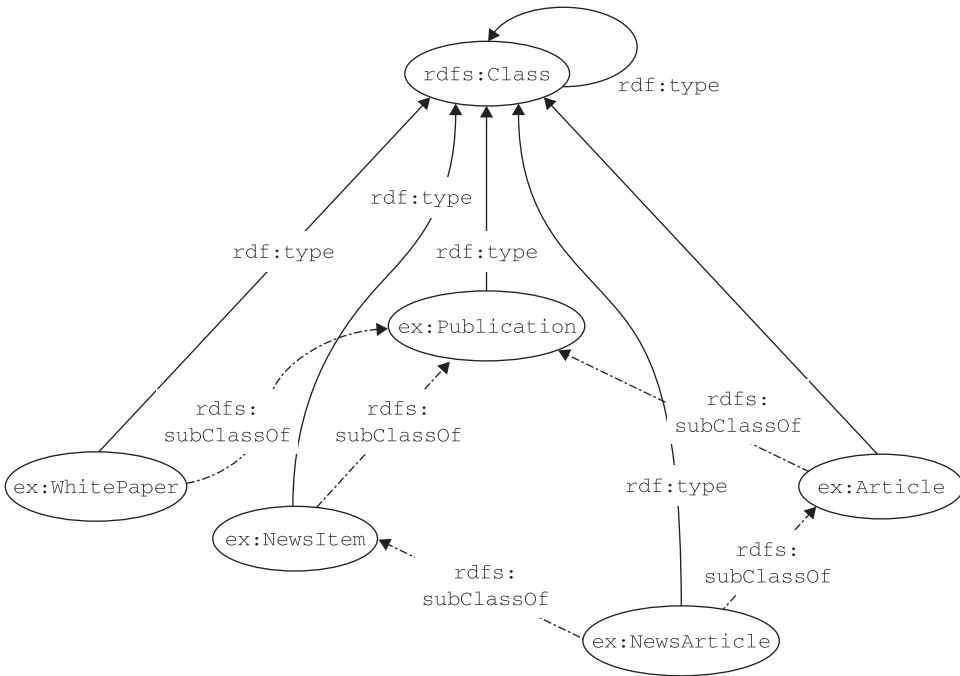 rdfs:Class
rdf:type
rdf:type
rdf:type
rdf:type
ex:Publication
rdfs:
subClassOf
rdfs:
subClassOf
rdfs:
subClassOf
ex:WhitePaper
rdf:type
ex:Article
ex:NewsItem
rdfs:
subClassOf
rdfs:
subClassOf
ex:NewsArticle